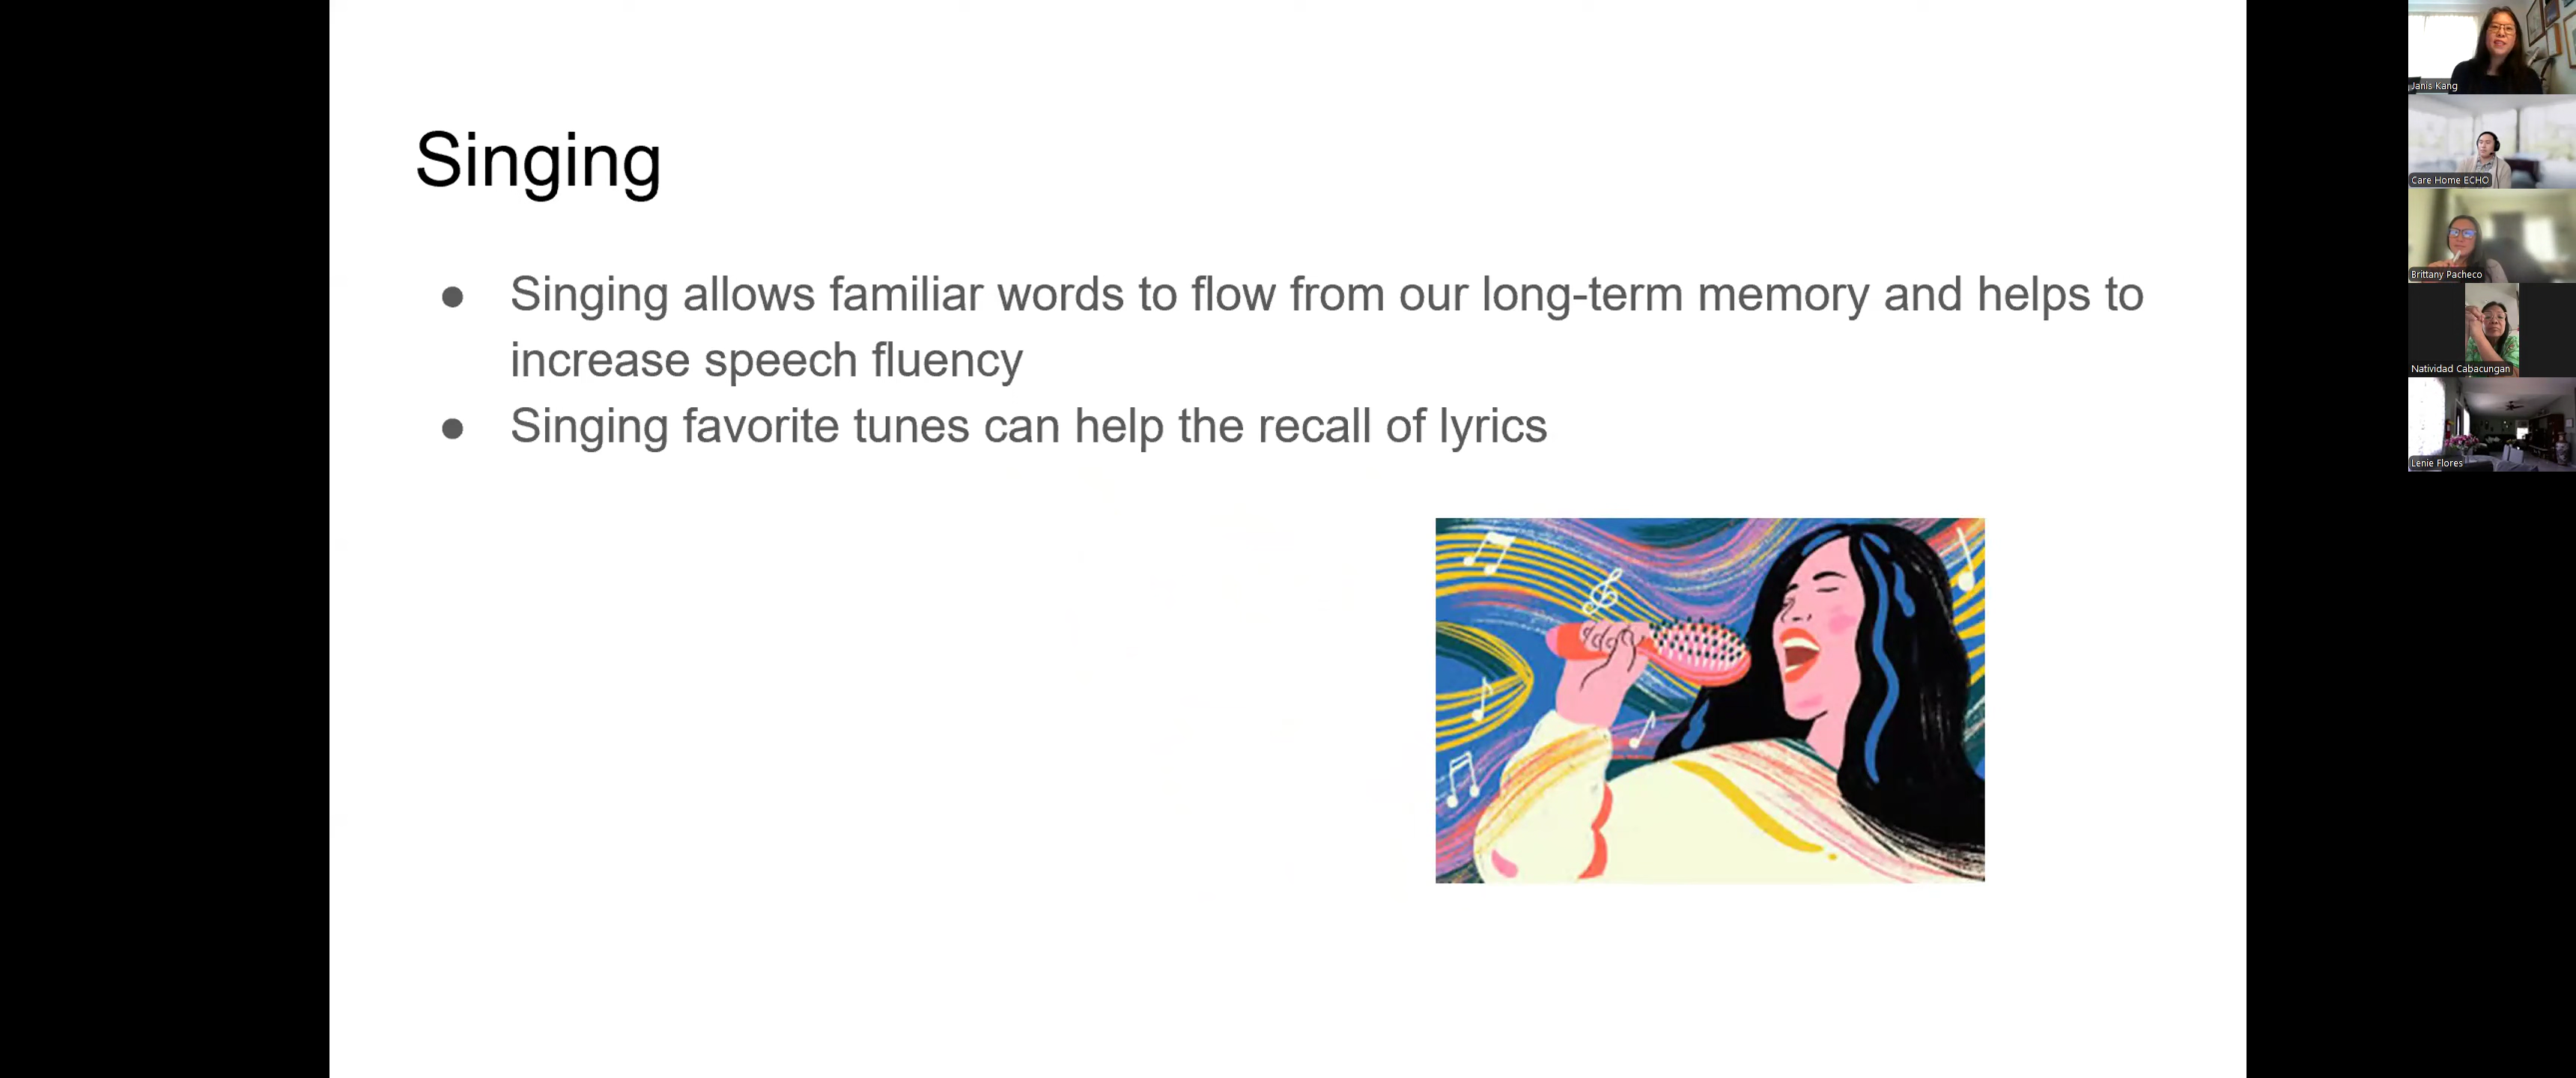 Singing
● Singing allows familiar words to flow from our long-term memory and helps to
increase speech fluency
● Singing favorite tunes can help the recall of lyrics
Janis Kang
Care Home ECHO
Brittany Pacheco
Natividad Cabacungan
Lenie Flores